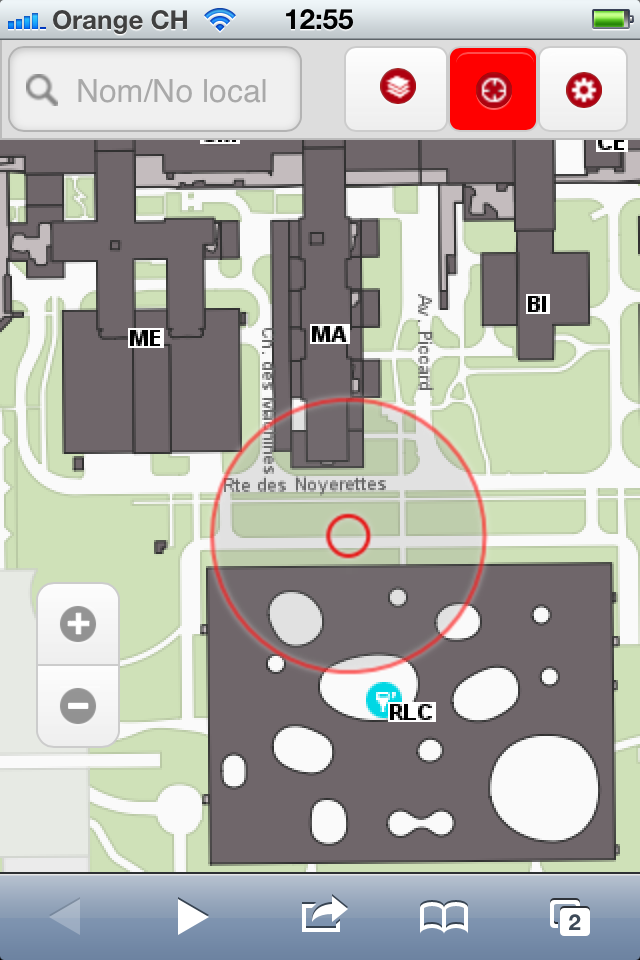 Orange CH 12:55
Nom/No local
CE
BI
ME
MA
Av. Piccard
Ch. des Machines
Rte des Noyerettes
RLC
2